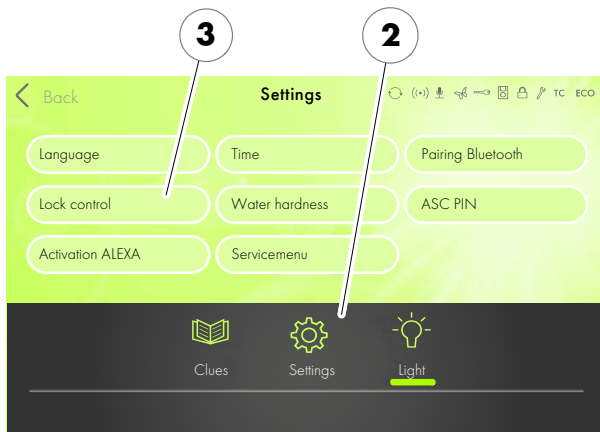 3 2
Back Settings TC ECO
Language Time Pairing Bluetooth
Lock control Water hardness ASC PIN
Activation ALEXA Servicemenu
Clues Settings Light